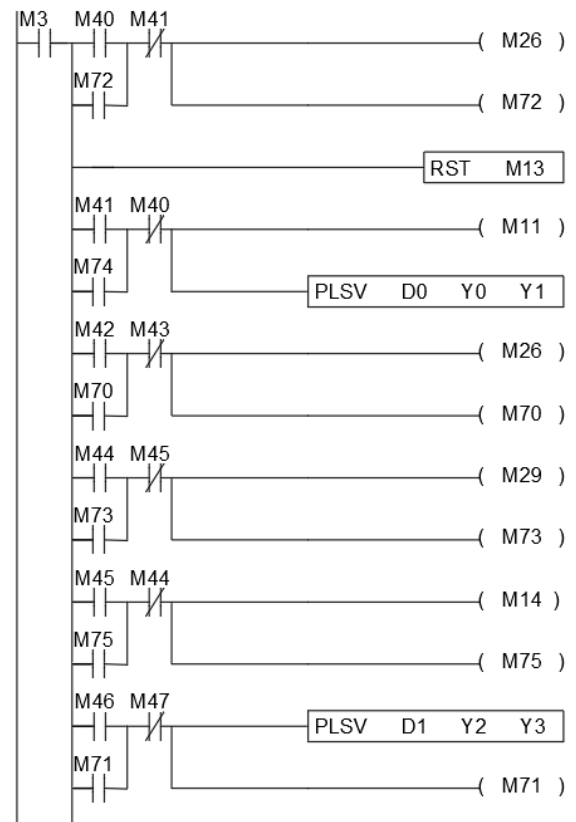 M3 M40 M41
( M26 )
M72
( M72 )
RST M13
M41 M40
( M11 )
M74
PLSV D0 Y0 Y1
M42 M43
( M26 )
M70
( M70 )
M44 M45
( M29 )
M73
( M73 )
M45 M44
( M14 )
M75
( M75 )
M46 M47
PLSV D1 Y2 Y3
M71
( M71 )